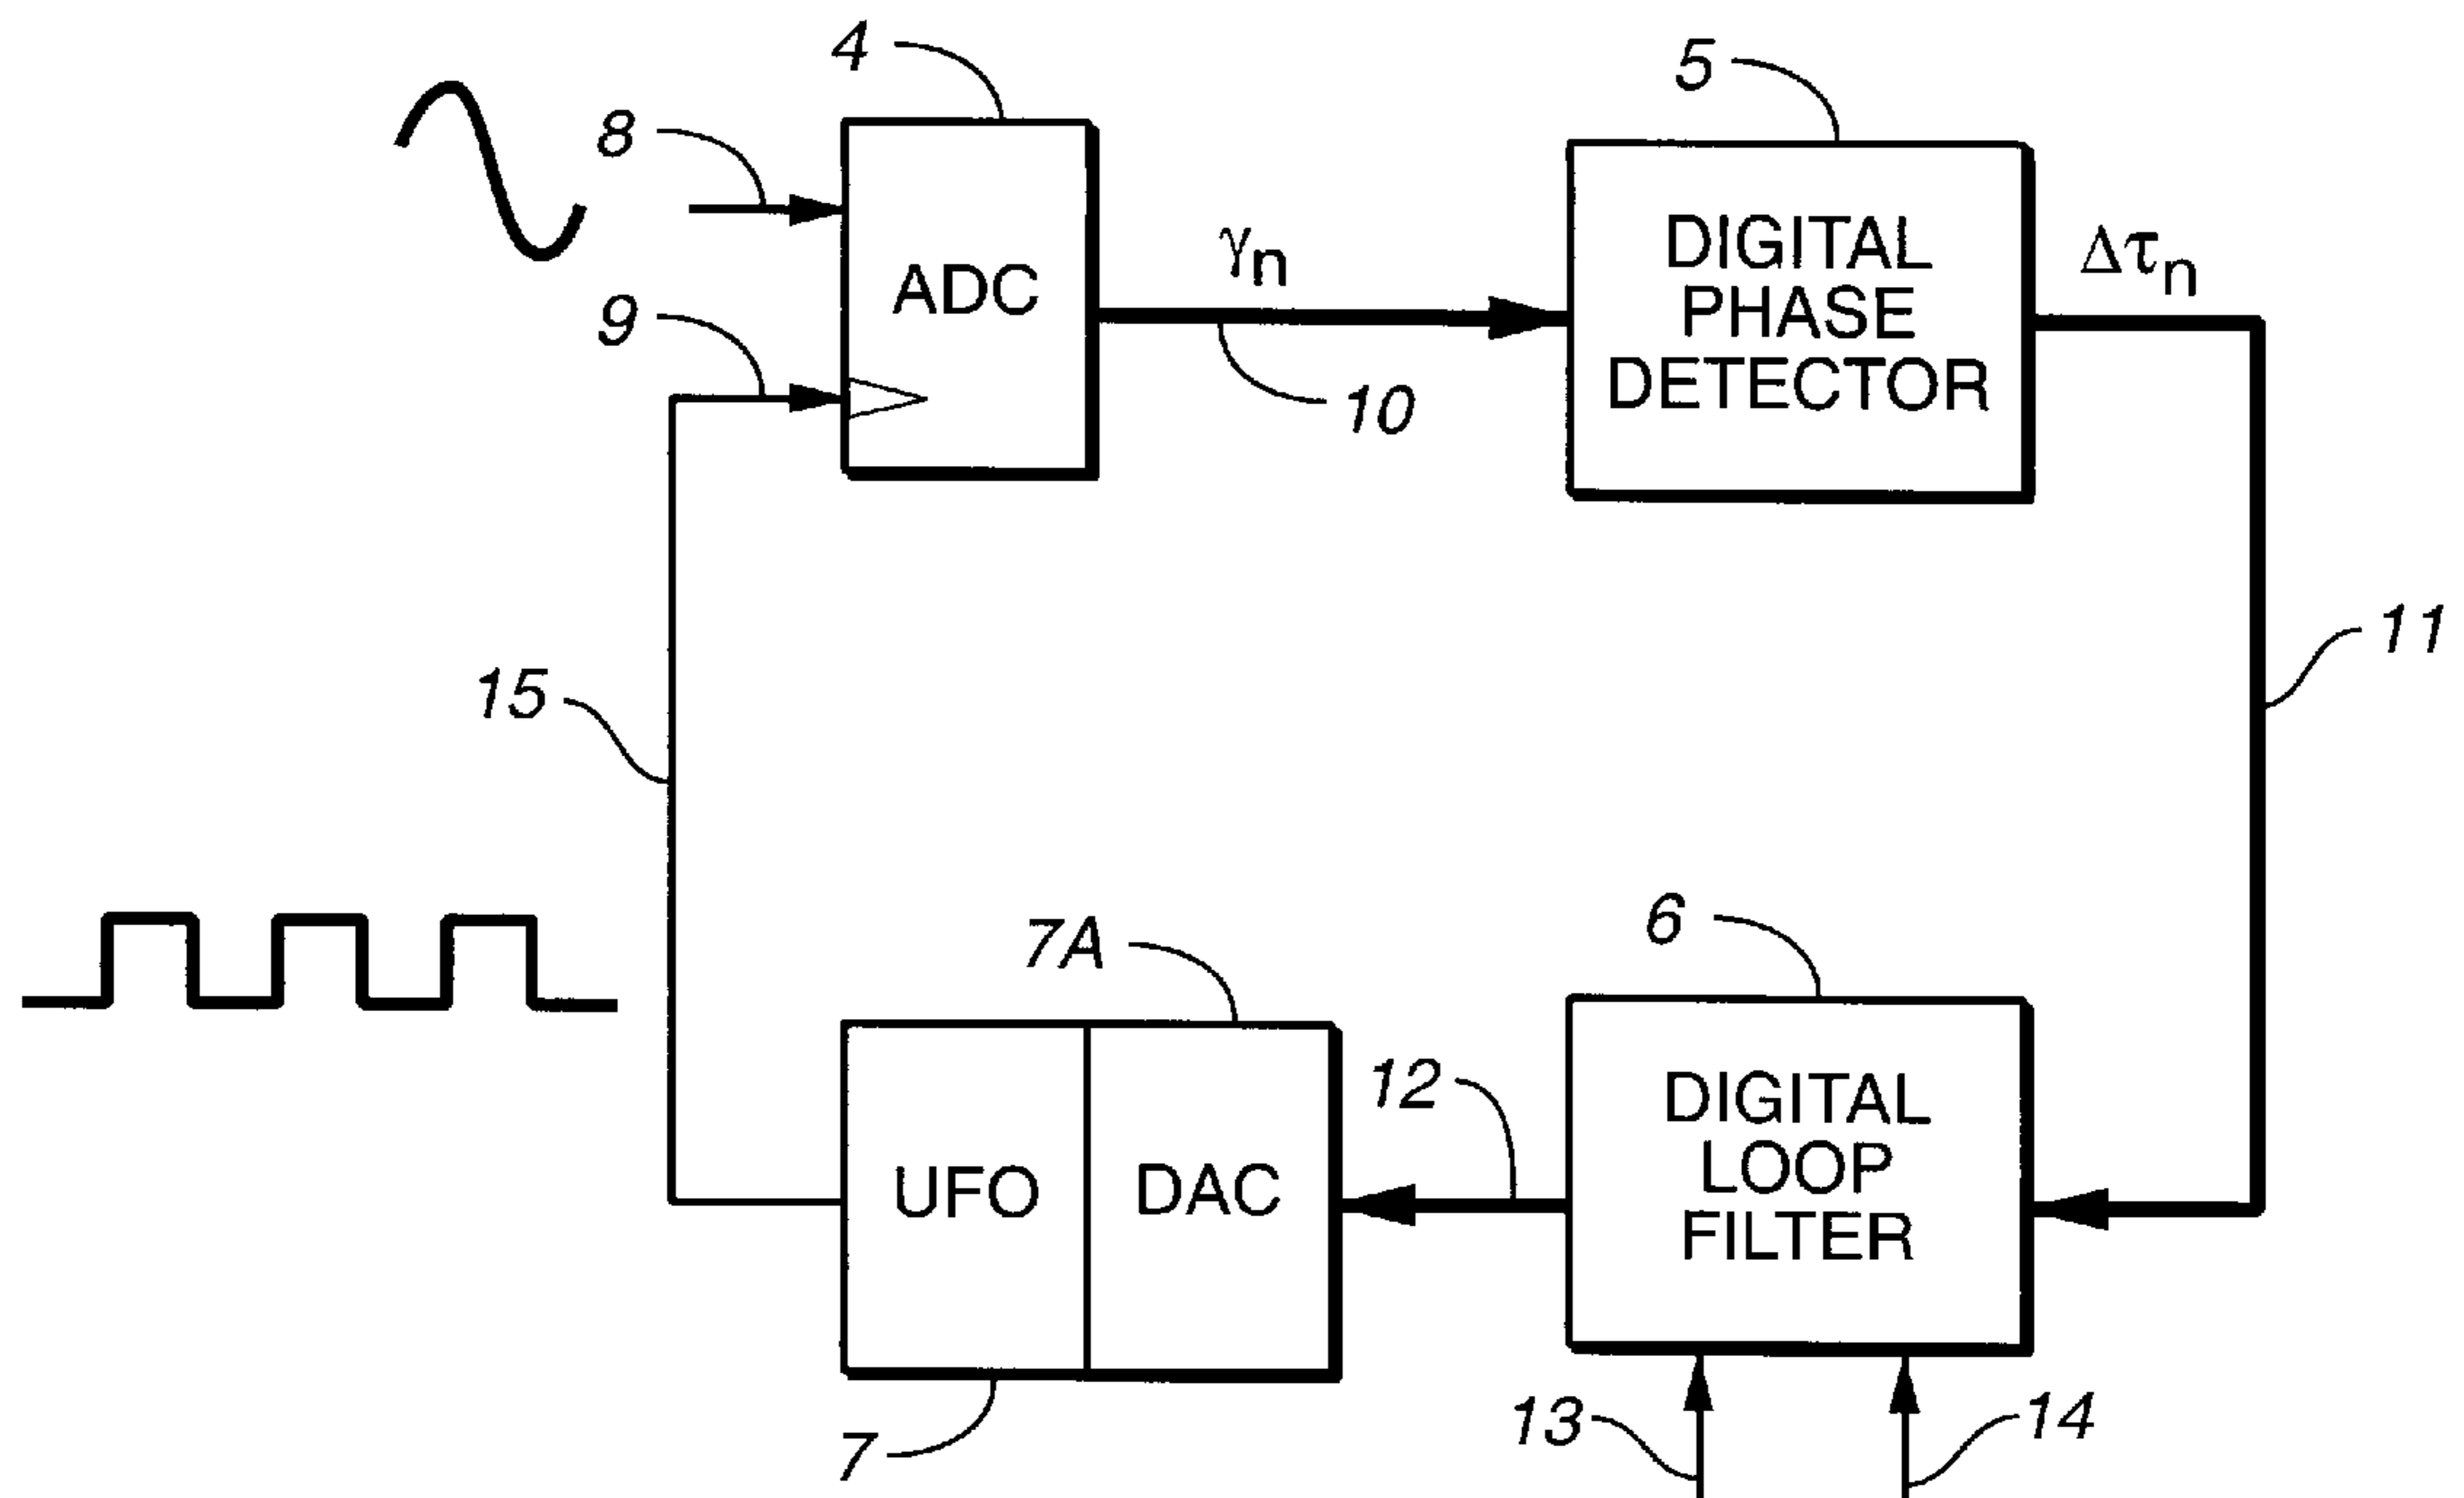 4
5
8
9
ADC
γn
10
DIGITAL
PHASE
DETECTOR
Δτn
11
15
7A
6
12
UFO
DAC
DIGITAL
LOOP
FILTER
7
13
14